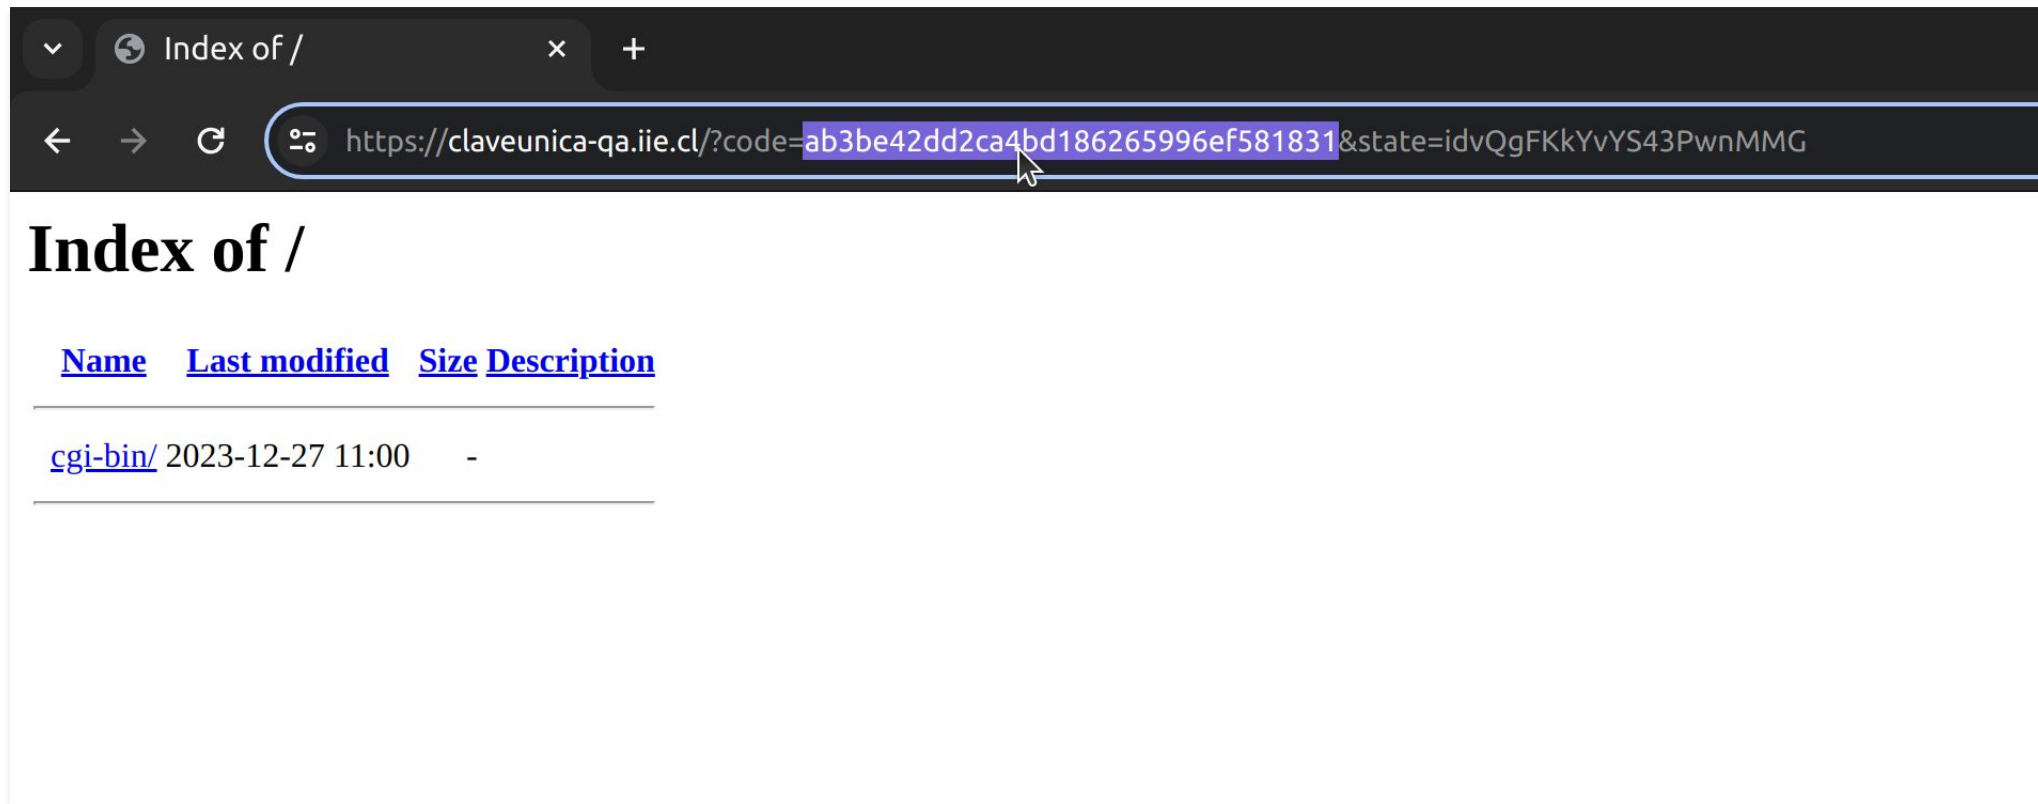 Index of /
https://claveunica-qa.iie.cl/?code=ab3be42dd2ca4bd186265996ef581831&state=idvQgFKkYvYS43PwnMMG
Index of /
Name Last modified Size Description
cgi-bin/ 2023-12-27 11:00 -